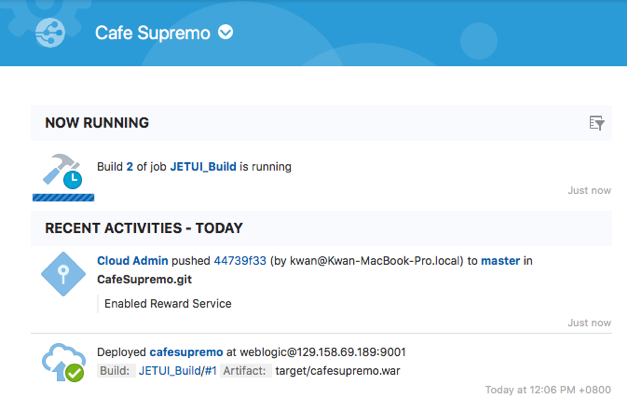 Cafe Supremo
NOW RUNNING
Build 2 of job JETUI_Build is running
Just now
RECENT ACTIVITIES - TODAY
Cloud Admin pushed 44739f33 (by kwan@Kwan-MacBook-Pro.local) to master in
CafeSupremo.git
Enabled Reward Service
Just now
Deployed cafesupremo at weblogic@129.158.69.189:9001
Build: JETUI_Build/#1 Artifact: target/cafesupremo.war
Today at 12:06 PM +0800